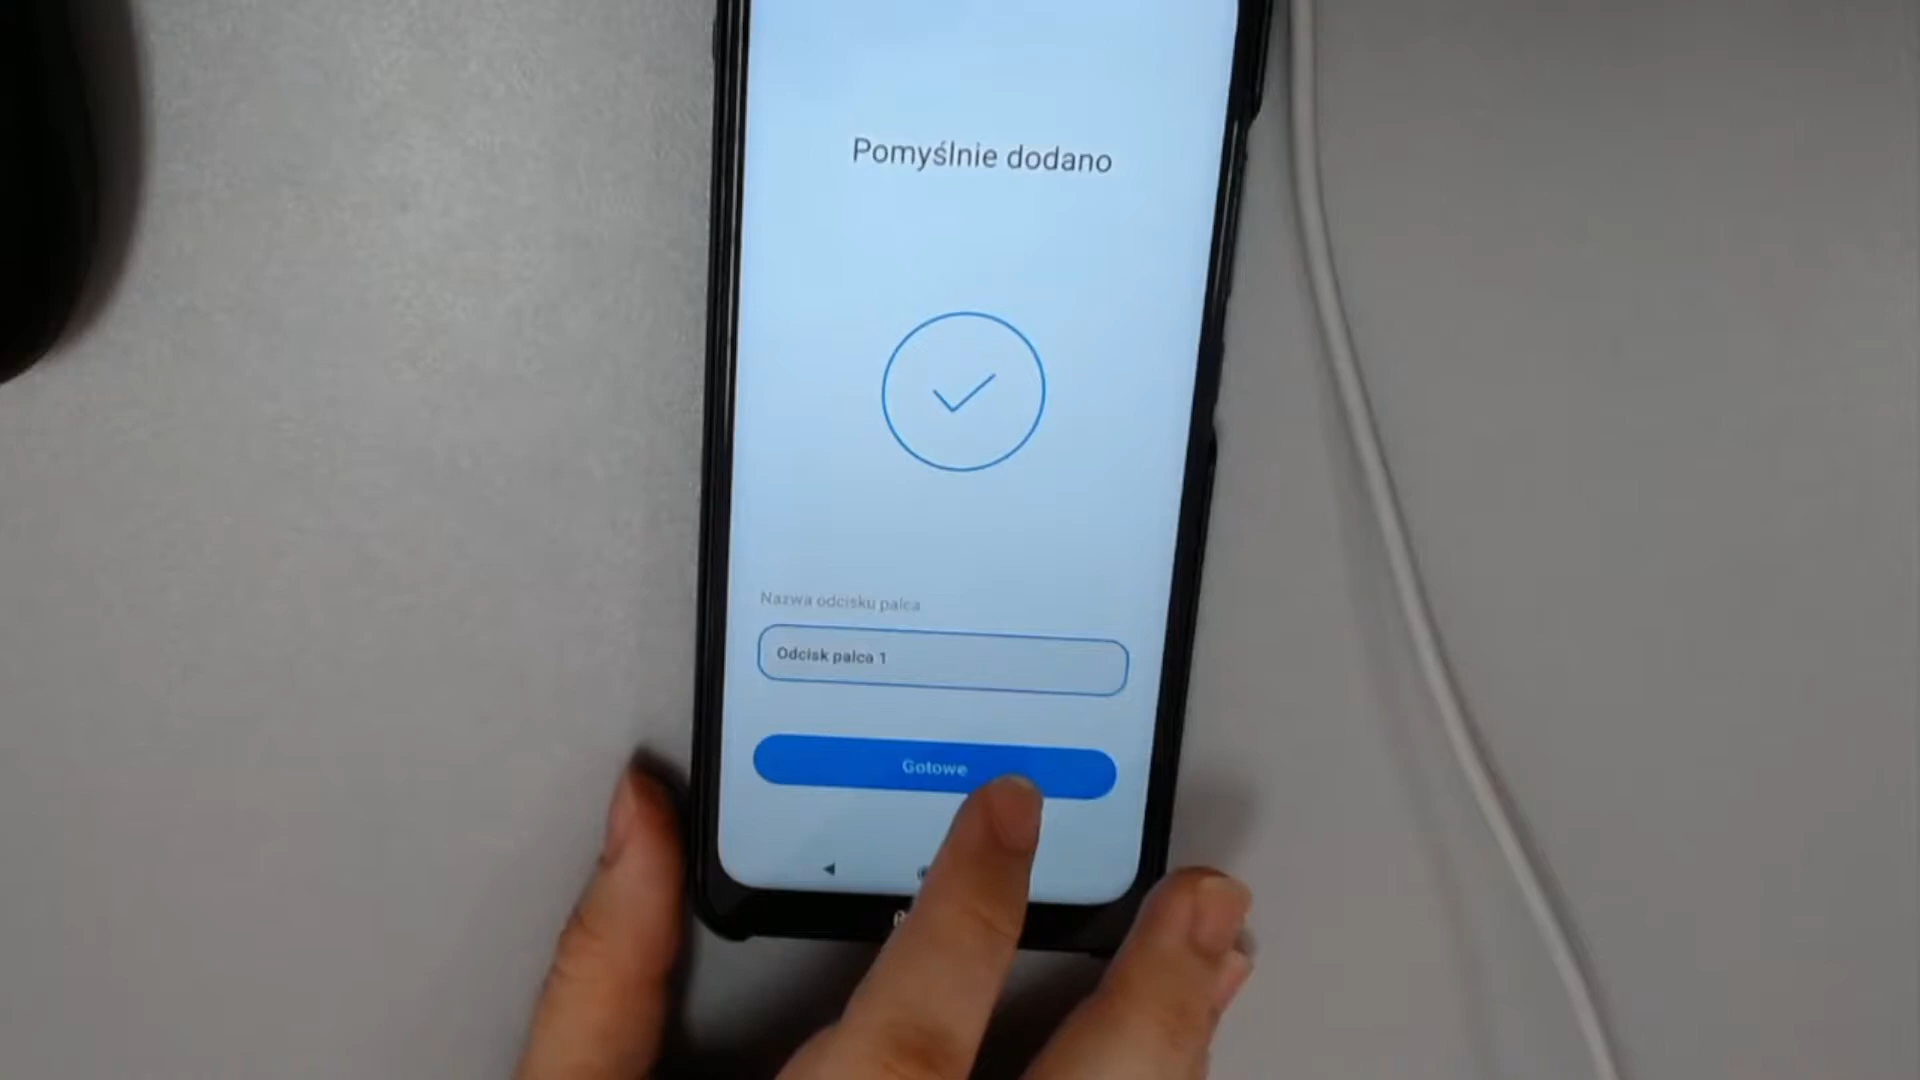 Pomyślnie dodano
Nazwa odcisku palca
Odcisk palca 1
Gotowe